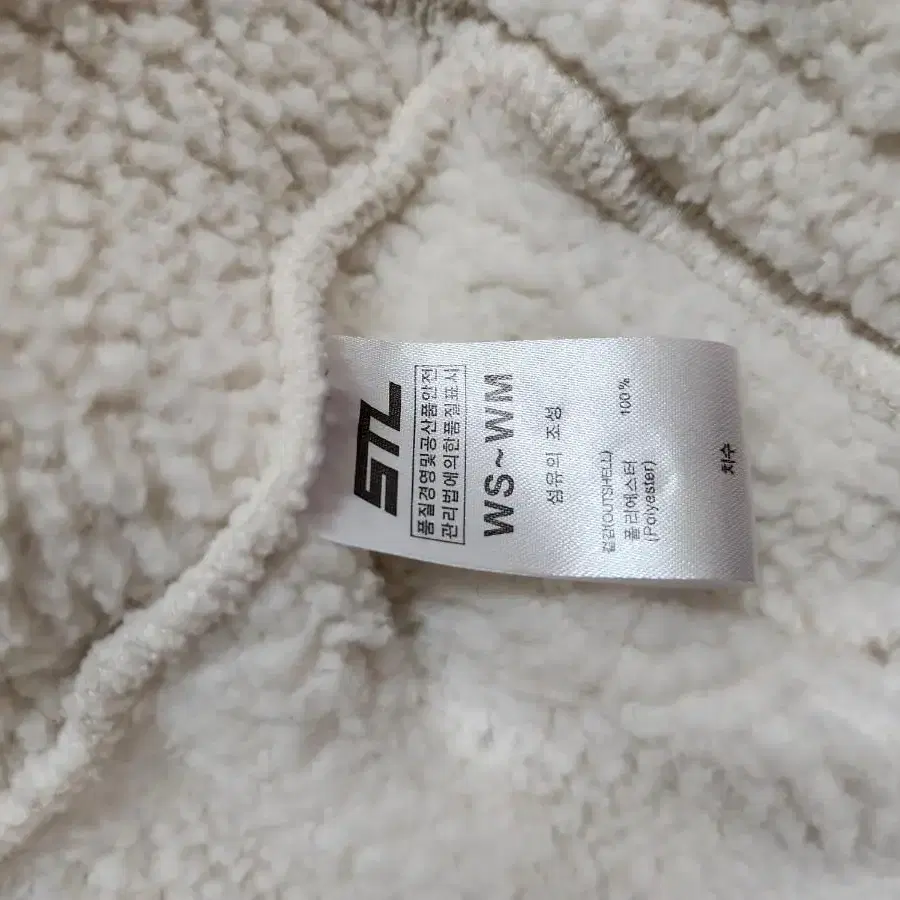 STL
품질경영및공산품안전
관리법에의한품질표시
WS~WM
섬유의 조성
겉감(OUTSHELL)
폴리에스터 100%
(Polyester)
치수